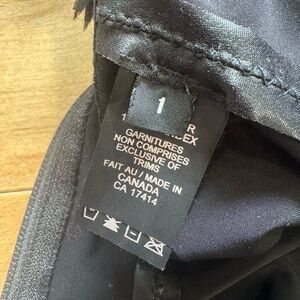 1
GARNITURES
NON COMPRISES
EXCLUSIVE OF
TRIMS
FAIT AU / MADE IN
CANADA
CA 17414